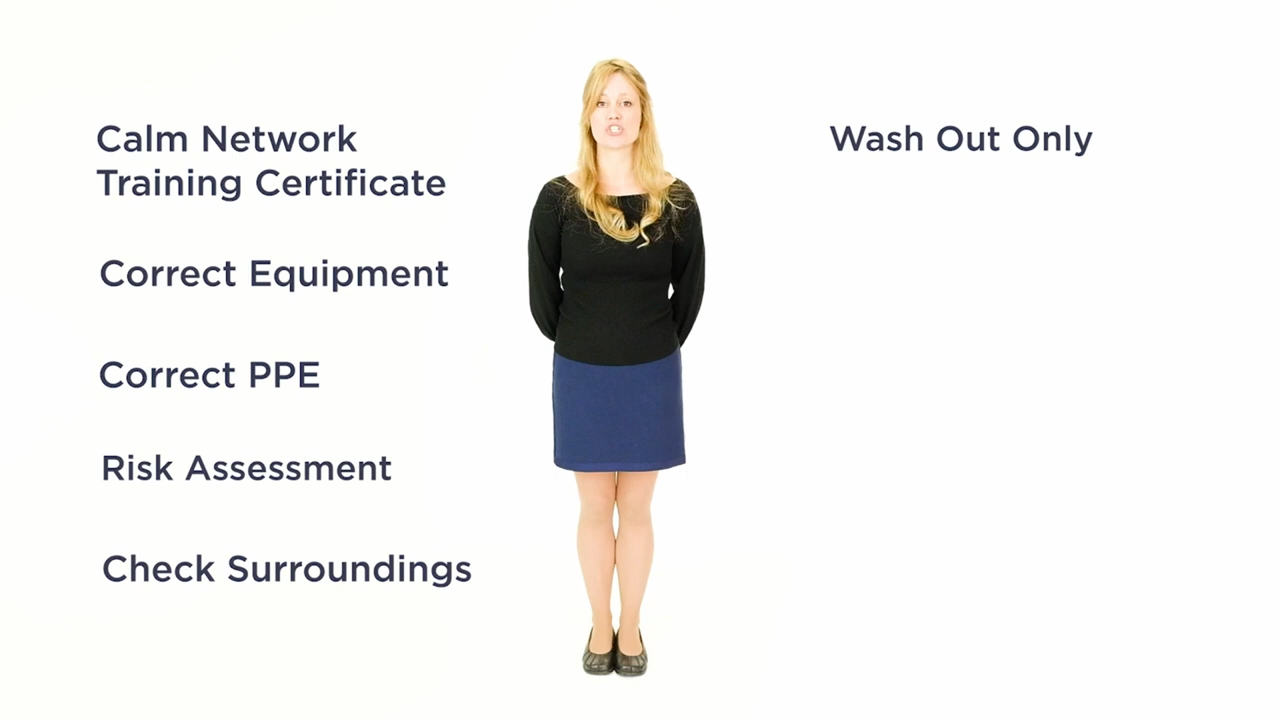 Calm Network
Training Certificate
Correct Equipment
Correct PPE
Risk Assessment
Check Surroundings
Wash Out Only